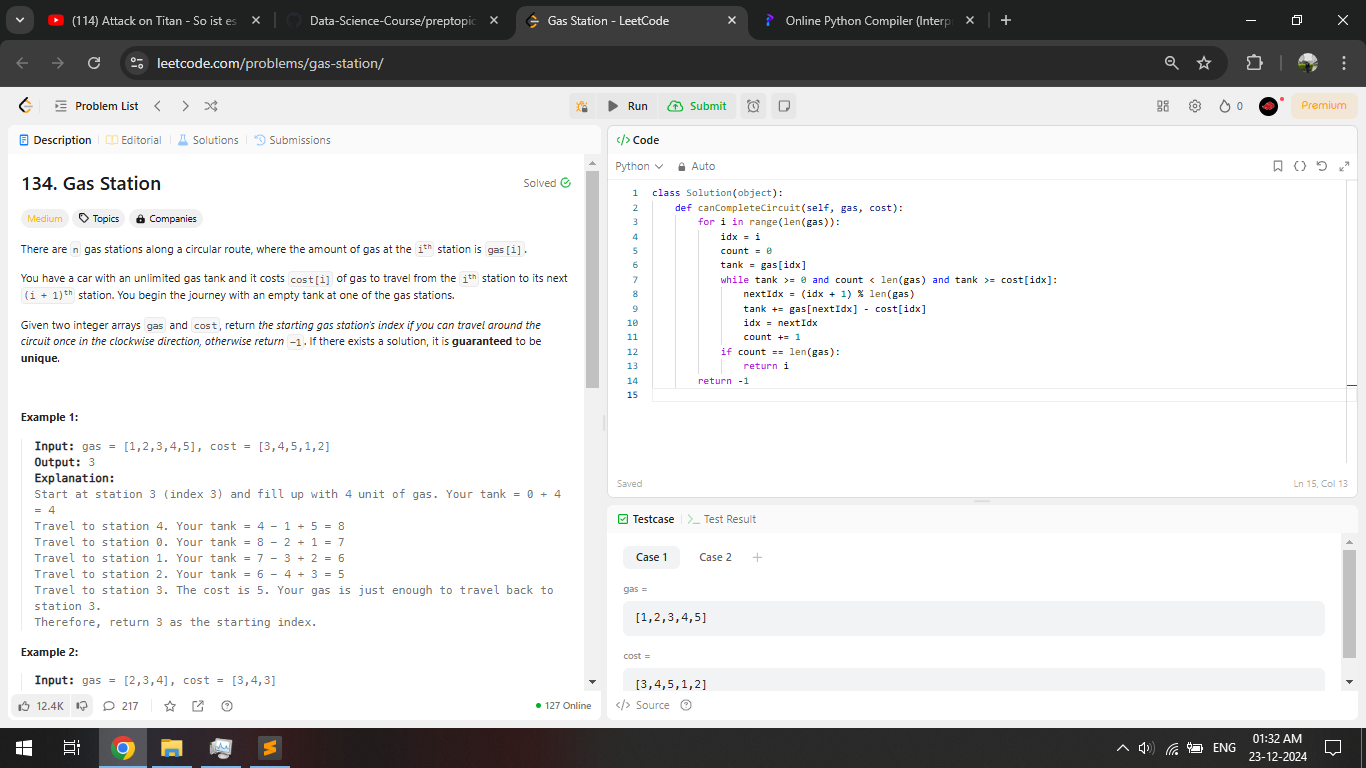 (114) Attack on Titan - So ist es
Data-Science-Course/preptopic
Gas Station - LeetCode
Online Python Compiler (Interp
leetcode.com/problems/gas-station/
Problem List
Run
Submit
0
Premium
Description
Editorial
Solutions
Submissions
134. Gas Station
Solved
Medium
Topics
Companies
There are n gas stations along a circular route, where the amount of gas at the ith station is gas[i].
You have a car with an unlimited gas tank and it costs cost[i] of gas to travel from the ith station to its next
(i + 1)th station. You begin the journey with an empty tank at one of the gas stations.
Given two integer arrays gas and cost, return the starting gas station's index if you can travel around the
circuit once in the clockwise direction, otherwise return -1. If there exists a solution, it is guaranteed to be
unique.
Example 1:
Input: gas = [1,2,3,4,5], cost = [3,4,5,1,2]
Output: 3
Explanation:
Start at station 3 (index 3) and fill up with 4 unit of gas. Your tank = 0 + 4
= 4
Travel to station 4. Your tank = 4 - 1 + 5 = 8
Travel to station 0. Your tank = 8 - 2 + 1 = 7
Travel to station 1. Your tank = 7 - 3 + 2 = 6
Travel to station 2. Your tank = 6 - 4 + 3 = 5
Travel to station 3. The cost is 5. Your gas is just enough to travel back to
station 3.
Therefore, return 3 as the starting index.
Example 2:
Input: gas = [2,3,4], cost = [3,4,3]
12.4K
217
127 Online
</> Code
Python
Auto
1 class Solution(object):
2 def canCompleteCircuit(self, gas, cost):
3 for i in range(len(gas)):
4 idx = i
5 count = 0
6 tank = gas[idx]
7 while tank >= 0 and count < len(gas) and tank >= cost[idx]:
8 nextIdx = (idx + 1) % len(gas)
9 tank += gas[nextIdx] - cost[idx]
10 idx = nextIdx
11 count += 1
12 if count == len(gas):
13 return i
14 return -1
15
Saved
Ln 15, Col 13
Testcase
Test Result
Case 1
Case 2
gas =
[1,2,3,4,5]
cost =
[3,4,5,1,2]
</> Source
ENG
01:32 AM
23-12-2024